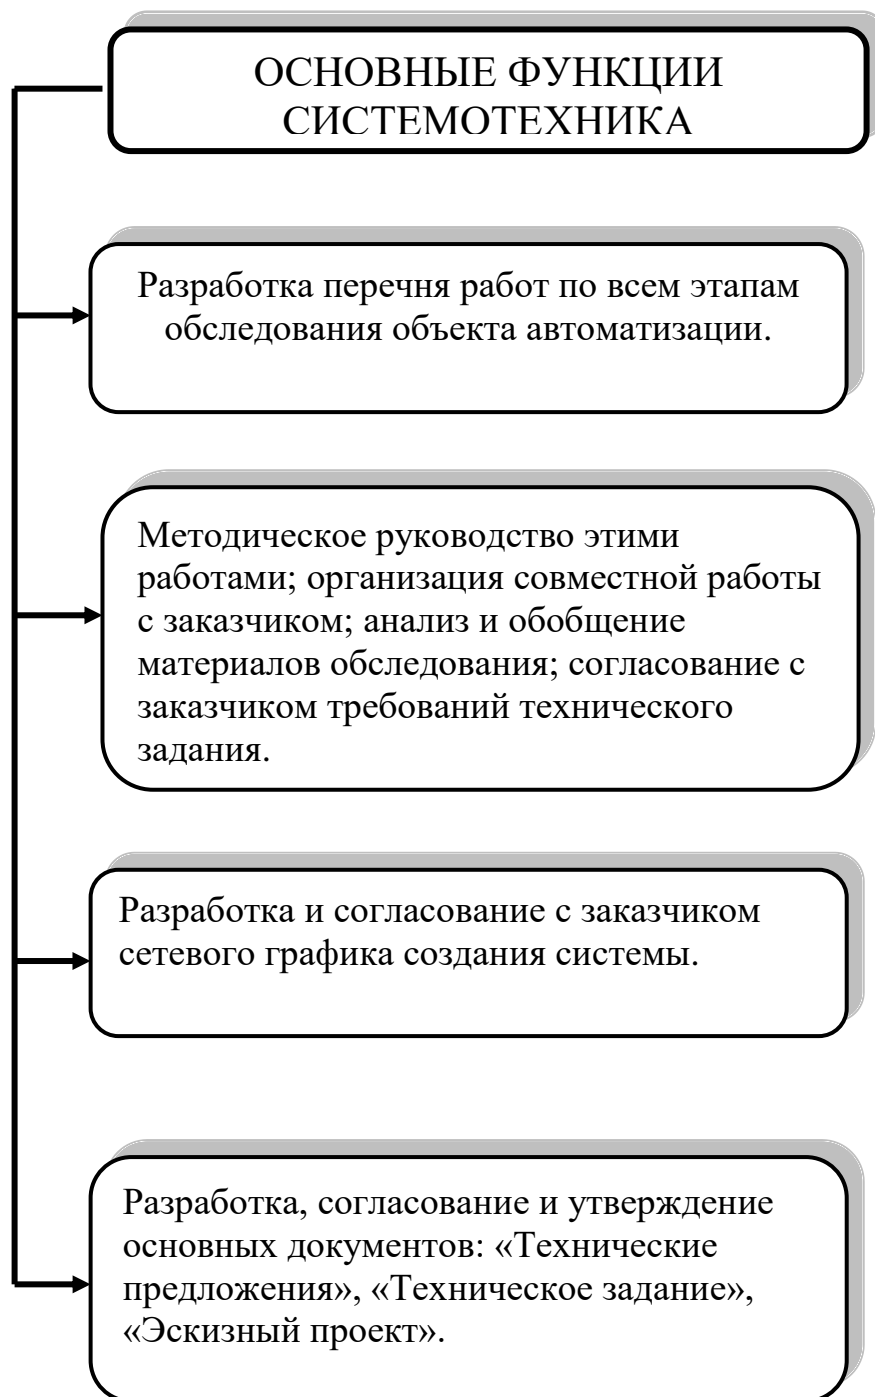 ОСНОВНЫЕ ФУНКЦИИ
СИСТЕМОТЕХНИКА
Разработка перечня работ по всем этапам
обследования объекта автоматизации.
Методическое руководство этими
работами; организация совместной работы
с заказчиком; анализ и обобщение
материалов обследования; согласование с
заказчиком требований технического
задания.
Разработка и согласование с заказчиком
сетевого графика создания системы.
Разработка, согласование и утверждение
основных документов: «Технические
предложения», «Техническое задание»,
«Эскизный проект».